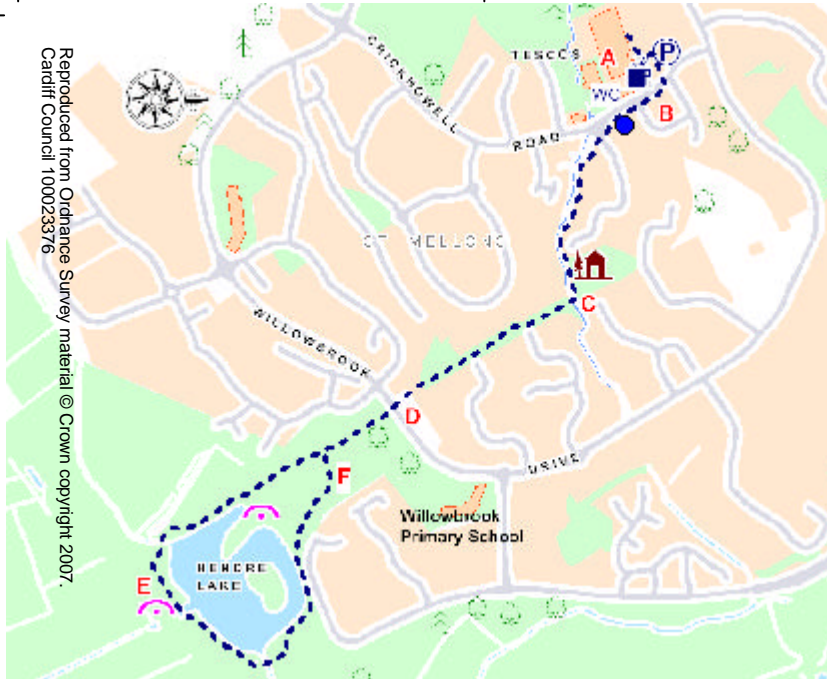 Reproduced from Ordnance Survey material © Crown copyright 2007.
Cardiff Council 100023376
CRICKHOWELL
ROAD
TESCOS
A
P
P
WC
B
ST MELLONS
C
WILLOWBROOK
D
DRIVE
F
Willowbrook
Primary School
HENDRE
LAKE
E